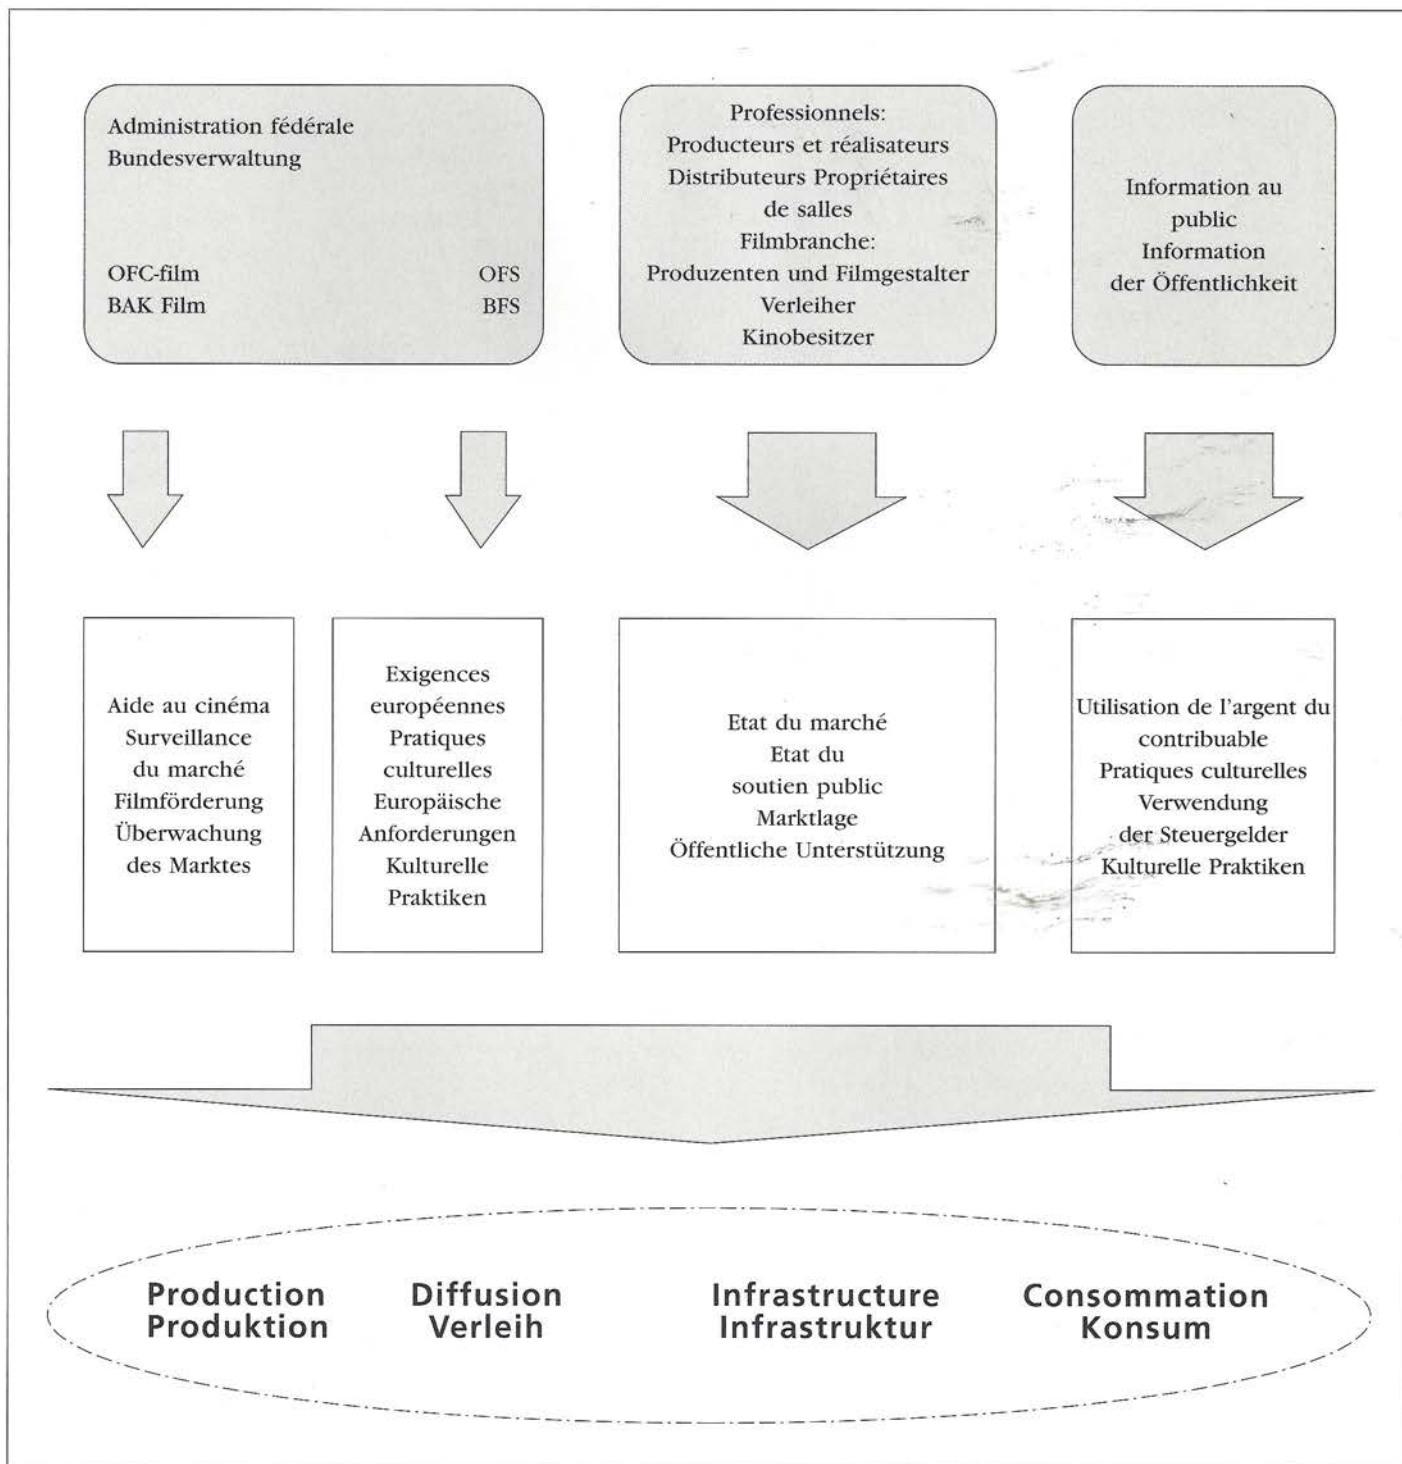 Administration fédérale
Bundesverwaltung
OFC-film OFS
BAK Film BFS
Professionnels:
Producteurs et réalisateurs
Distributeurs Propriétaires
de salles
Filmbranche:
Produzenten und Filmgestalter
Verleiher
Kinobesitzer
Information au
public
Information
der Öffentlichkeit
Aide au cinéma
Surveillance
du marché
Filmförderung
Überwachung
des Marktes
Exigences
européennes
Pratiques
culturelles
Europäische
Anforderungen
Kulturelle
Praktiken
Etat du marché
Etat du
soutien public
Marktlage
Öffentliche Unterstützung
Utilisation de l'argent du
contribuable
Pratiques culturelles
Verwendung
der Steuergelder
Kulturelle Praktiken
Production
Produktion
Diffusion
Verleih
Infrastructure
Infrastruktur
Consommation
Konsum